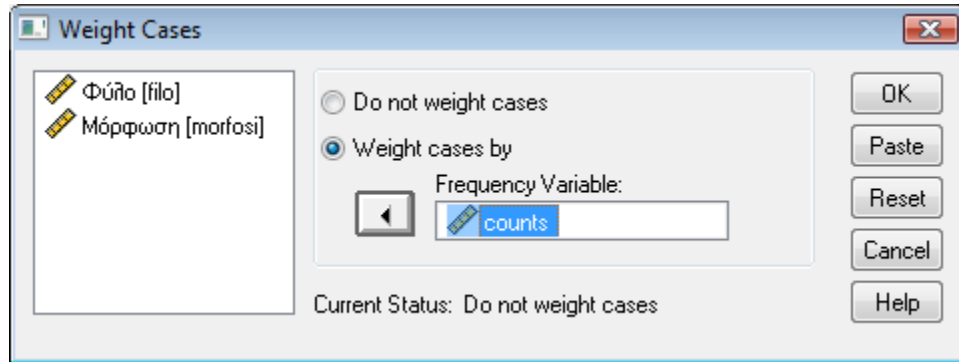 Weight Cases
Φύλο [filo]
Μόρφωση [morfosi]
Do not weight cases
Weight cases by
Frequency Variable:
counts
Current Status: Do not weight cases
OK
Paste
Reset
Cancel
Help